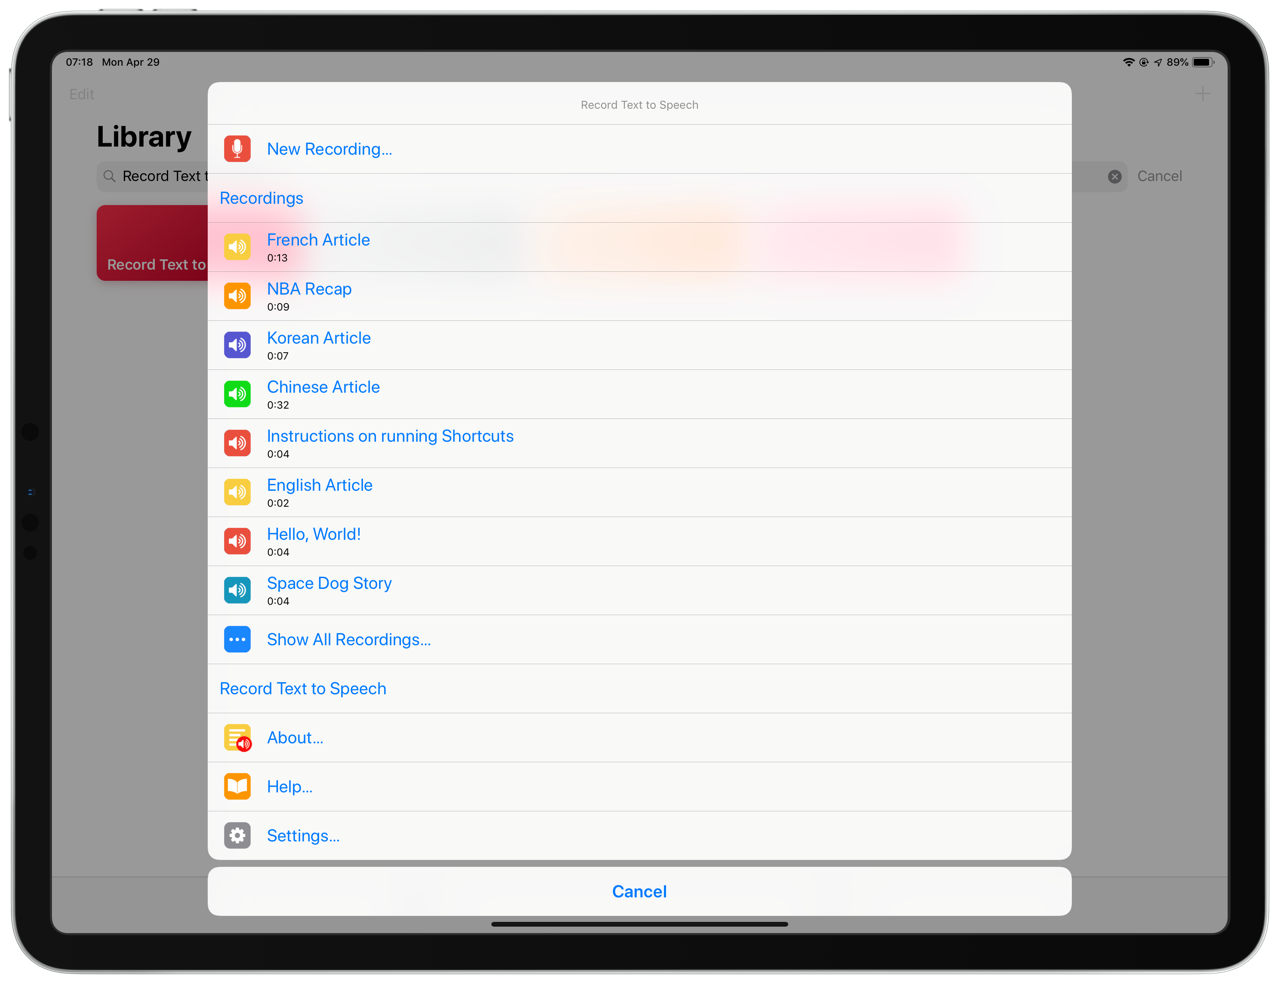 07:18 Mon Apr 29
89%
Edit
Library
Record Text t
Cancel
Record Text to
Record Text to Speech
New Recording...
Recordings
French Article
0:13
NBA Recap
0:09
Korean Article
0:07
Chinese Article
0:32
Instructions on running Shortcuts
0:04
English Article
0:02
Hello, World!
0:04
Space Dog Story
0:04
Show All Recordings...
Record Text to Speech
About...
Help...
Settings...
Cancel